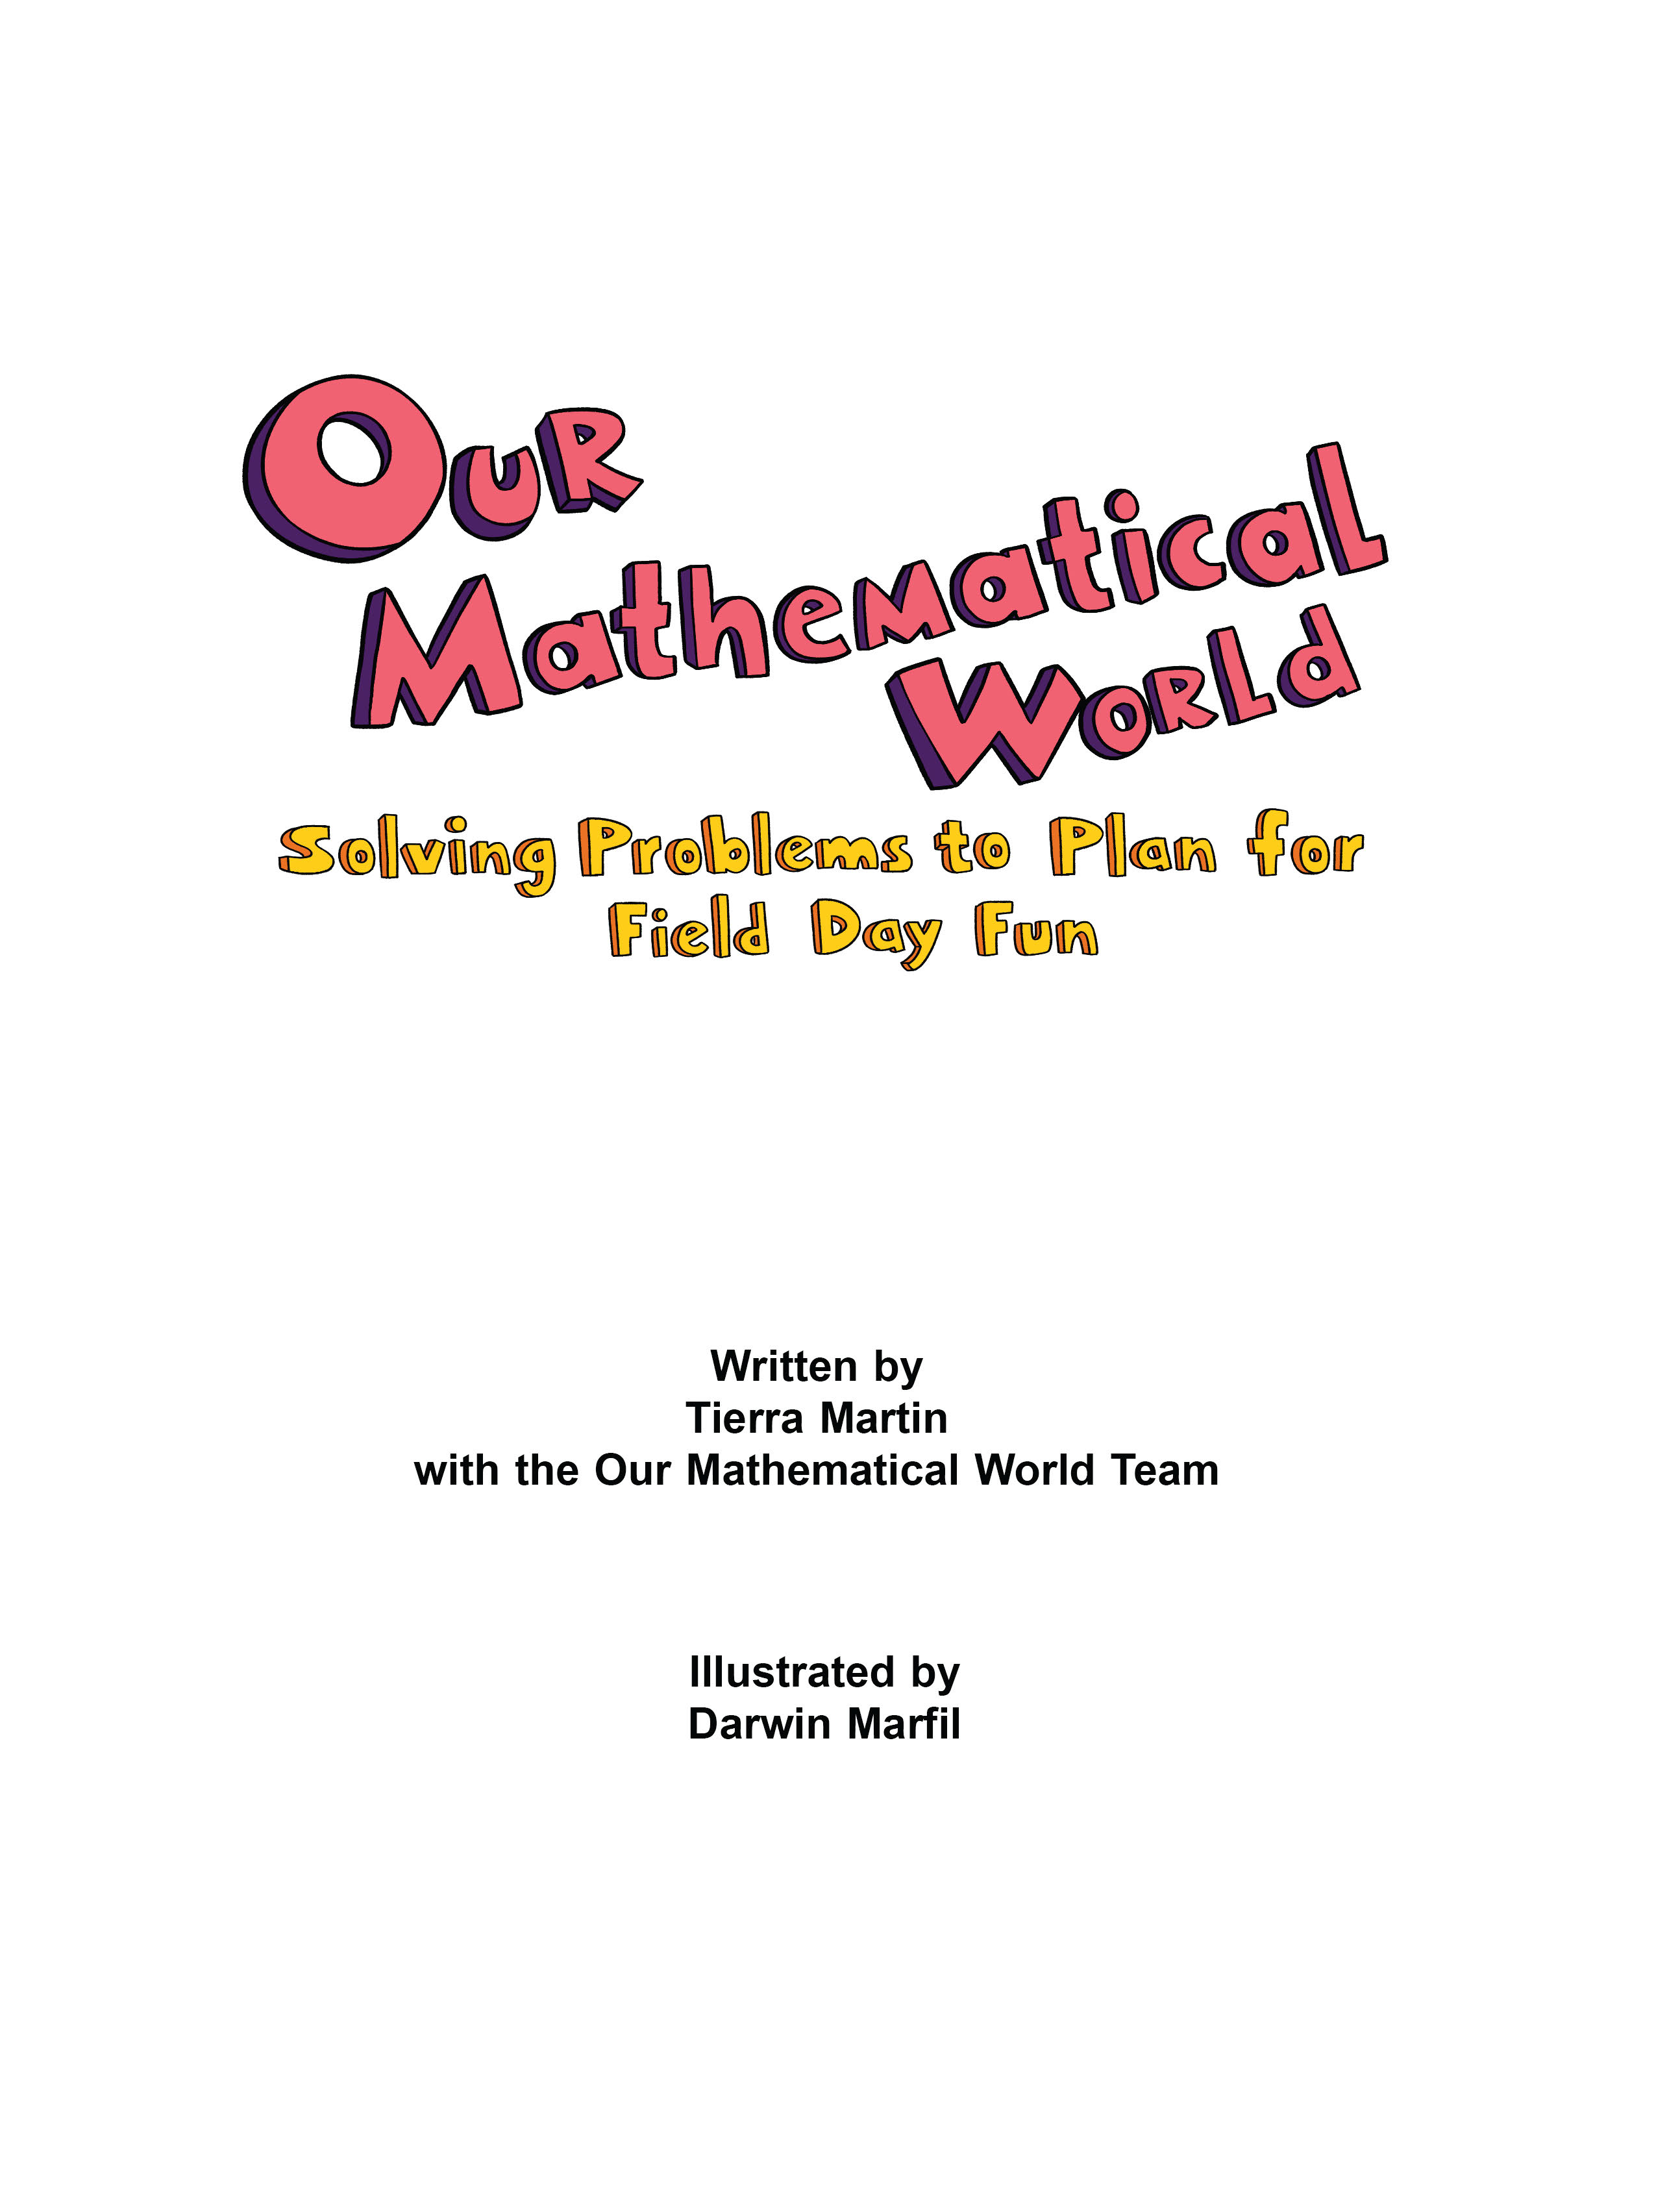 Our
Mathematical
World
Solving Problems to Plan for
Field Day Fun
Written by
Tierra Martin
with the Our Mathematical World Team
Illustrated by
Darwin Marfil